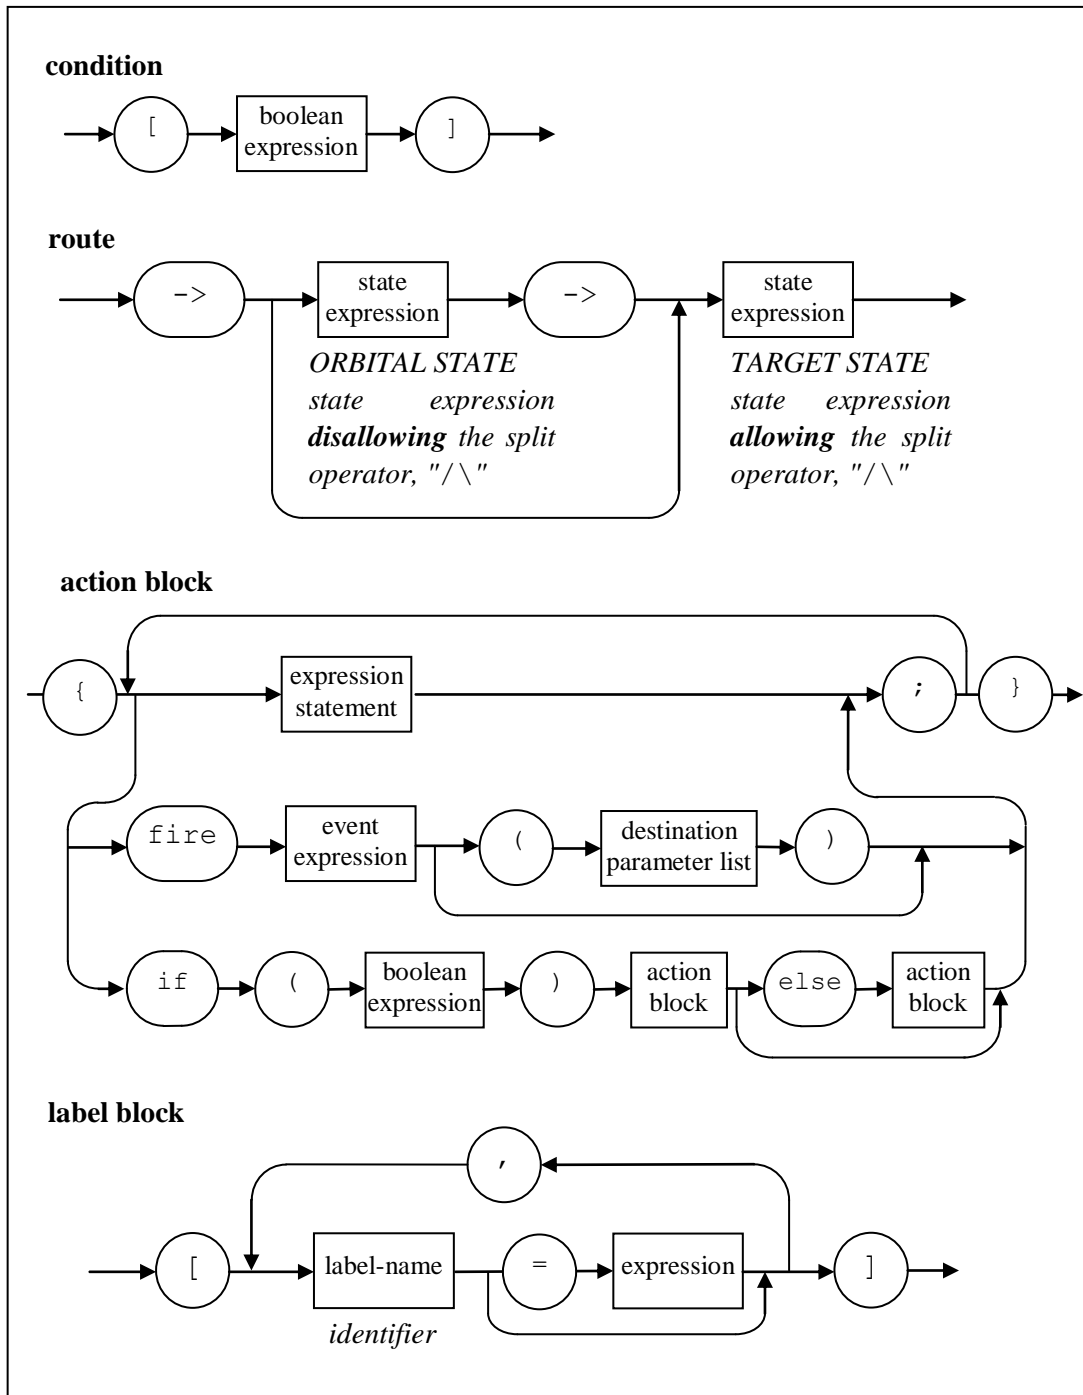 condition
[ boolean expression ]
route
-> state expression -> state expression
ORBITAL STATE
state expression
disallowing the split
operator, "/\"
TARGET STATE
state expression
allowing the split
operator, "/\"
action block
{ expression statement ; }
fire event expression ( destination parameter list )
if ( boolean expression ) action block else action block
label block
,
[ label-name = expression ]
identifier